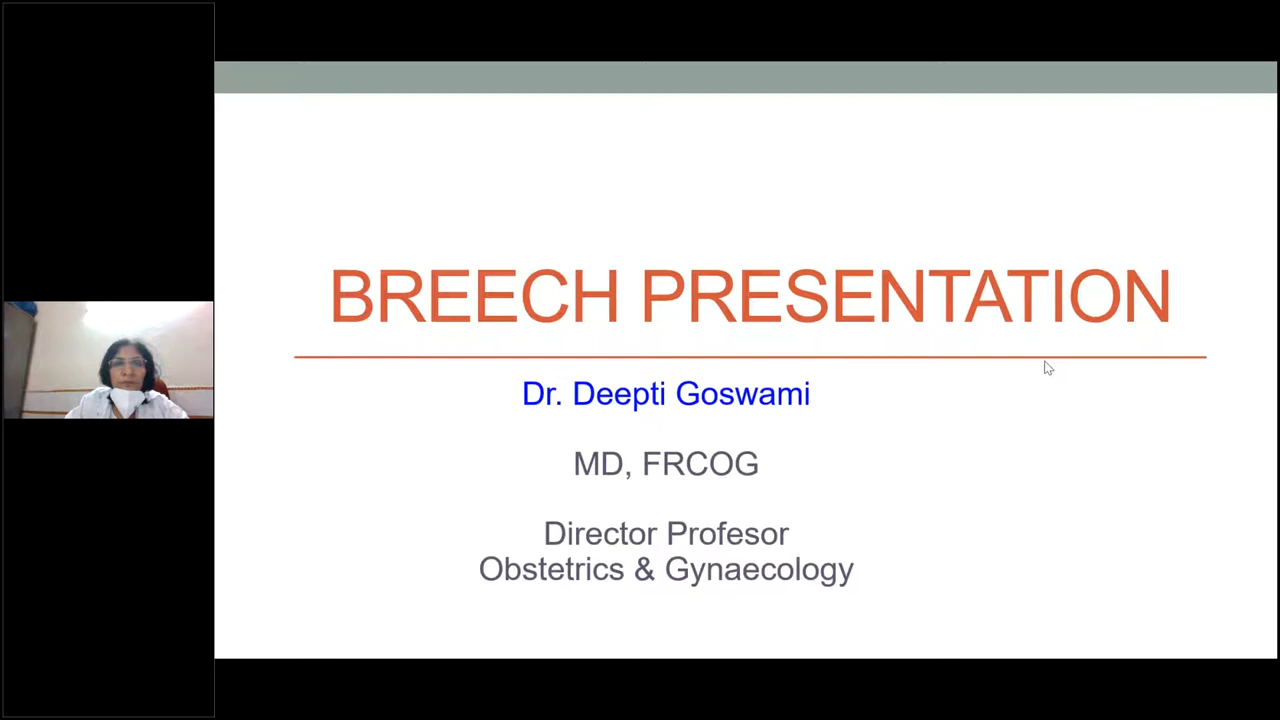 BREECH PRESENTATION
Dr. Deepti Goswami
MD, FRCOG
Director Profesor
Obstetrics & Gynaecology